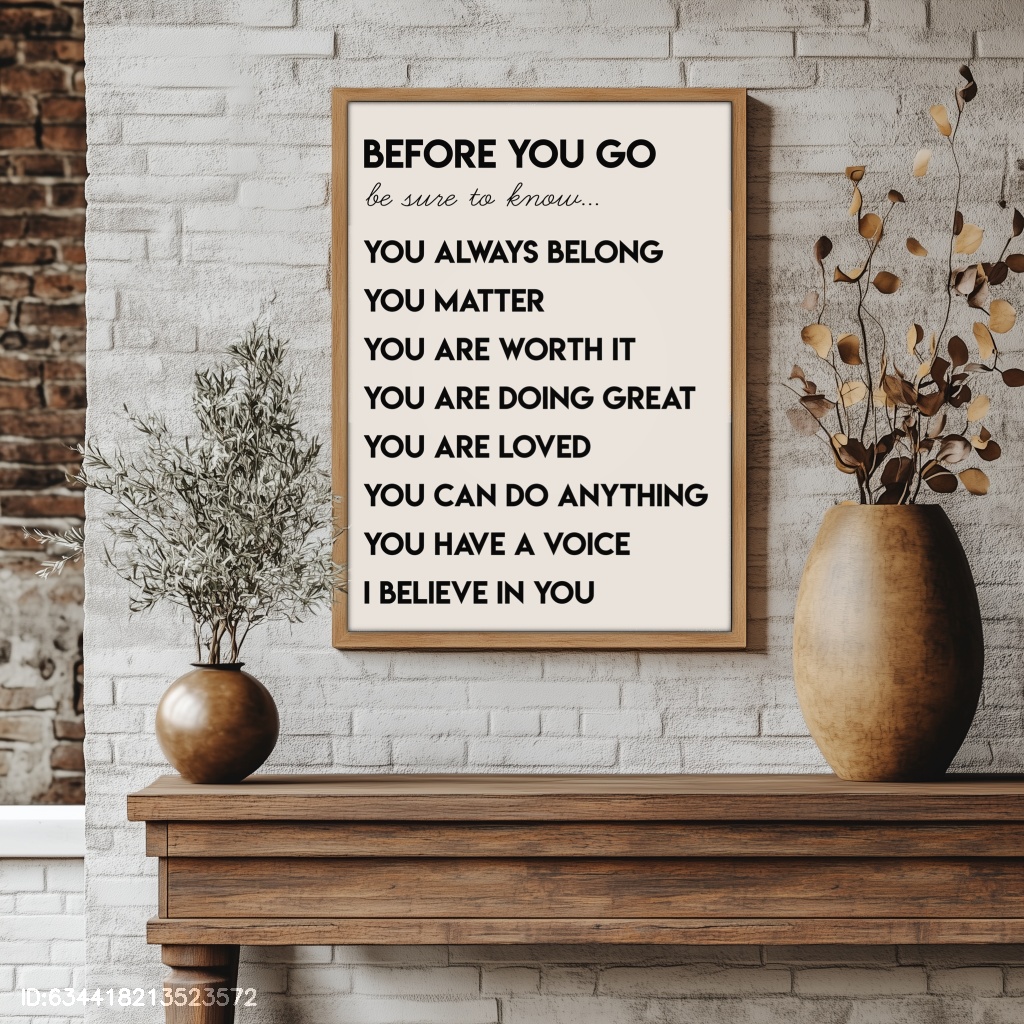 BEFORE YOU GO
be sure to know...
YOU ALWAYS BELONG
YOU MATTER
YOU ARE WORTH IT
YOU ARE DOING GREAT
YOU ARE LOVED
YOU CAN DO ANYTHING
YOU HAVE A VOICE
I BELIEVE IN YOU
ID:634418213523572